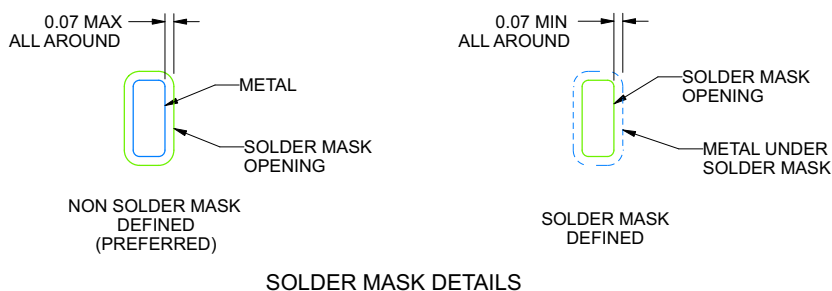 0.07 MAX
ALL AROUND
METAL
SOLDER MASK
OPENING
NON SOLDER MASK
DEFINED
(PREFERRED)
0.07 MIN
ALL AROUND
SOLDER MASK
OPENING
METAL UNDER
SOLDER MASK
SOLDER MASK
DEFINED
SOLDER MASK DETAILS